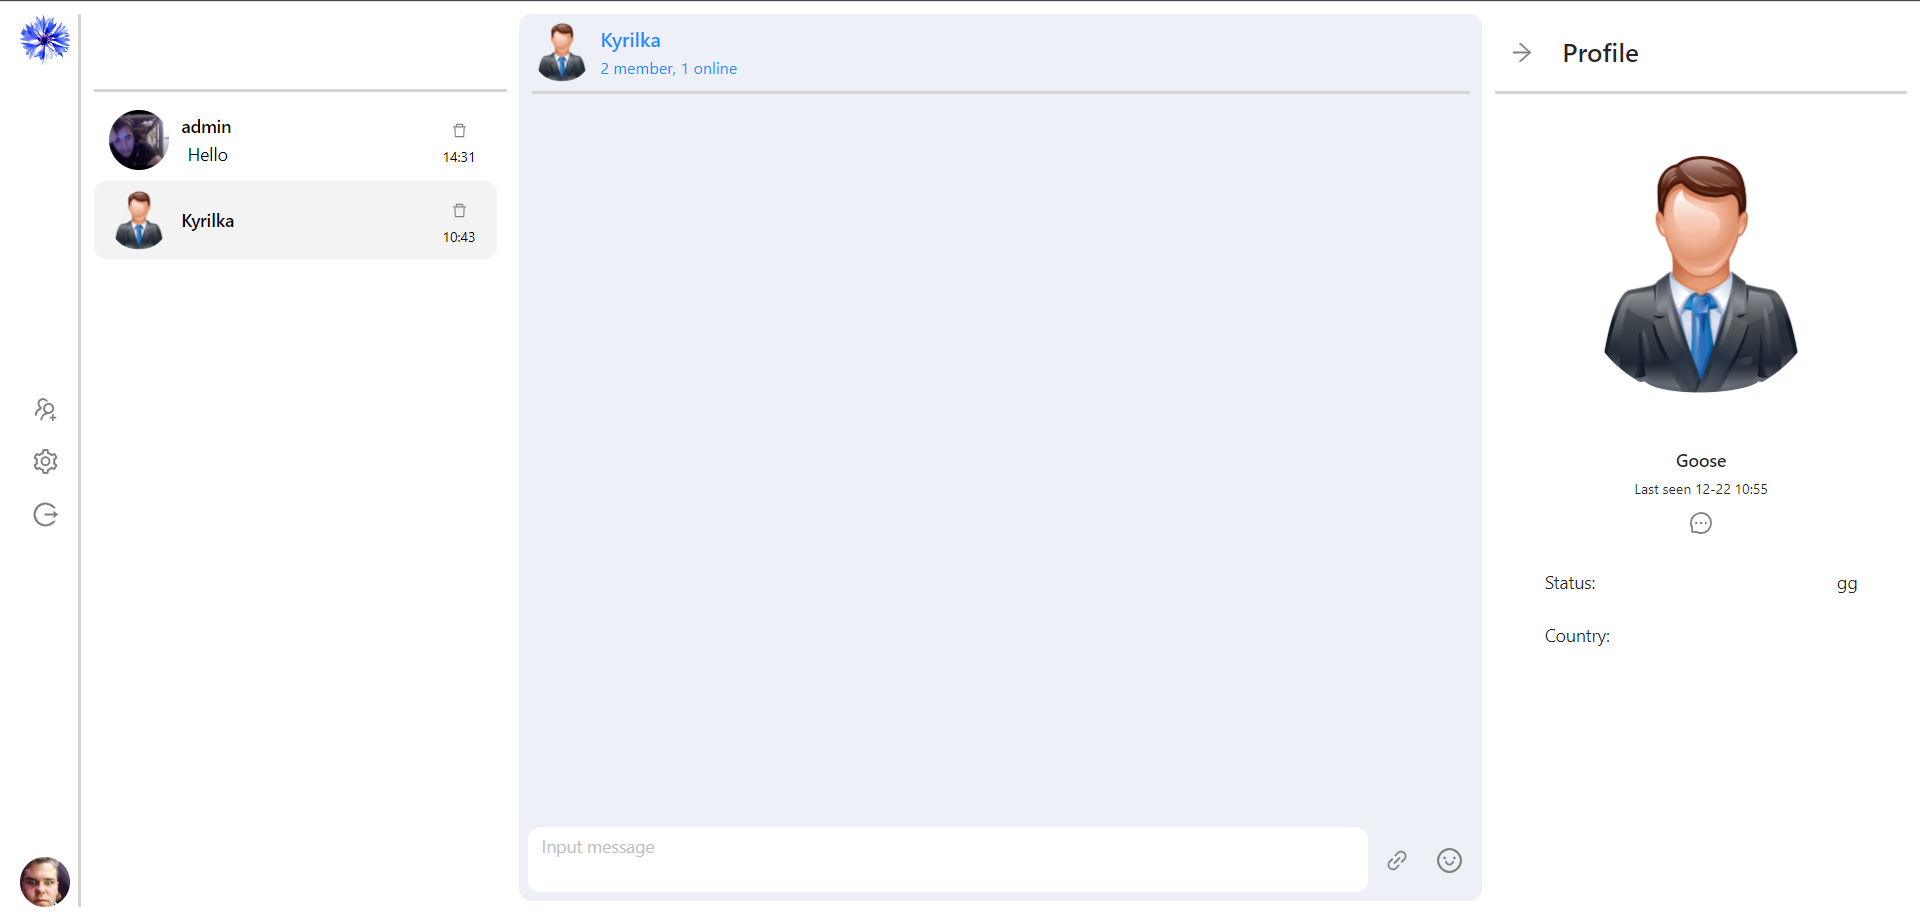 admin
Hello
14:31
Kyrilka
10:43
Kyrilka
2 member, 1 online
Input message
Profile
Goose
Last seen 12-22 10:55
Status: gg
Country: